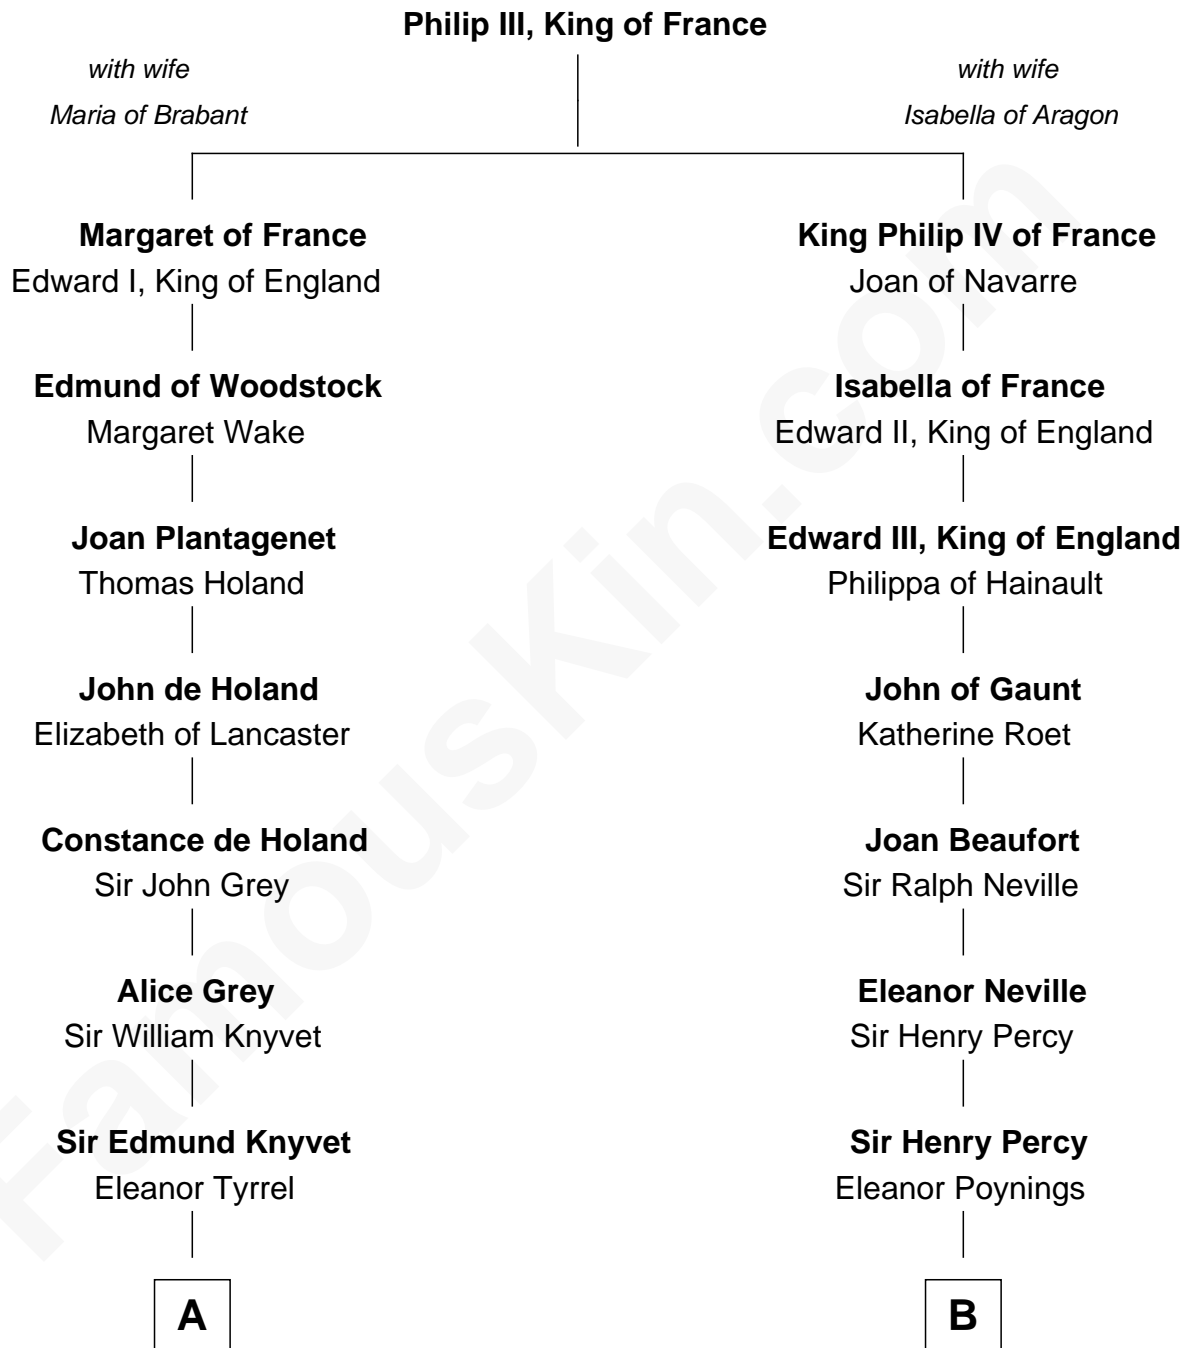 Philip III, King of France
with wife
Maria of Brabant
with wife
Isabella of Aragon
Margaret of France
Edward I, King of England
King Philip IV of France
Joan of Navarre
Edmund of Woodstock
Margaret Wake
Isabella of France
Edward II, King of England
Joan Plantagenet
Thomas Holand
Edward III, King of England
Philippa of Hainault
John de Holand
Elizabeth of Lancaster
John of Gaunt
Katherine Roet
Constance de Holand
Sir John Grey
Joan Beaufort
Sir Ralph Neville
Alice Grey
Sir William Knyvet
Eleanor Neville
Sir Henry Percy
Sir Edmund Knyvet
Eleanor Tyrrel
Sir Henry Percy
Eleanor Poynings
A
B
FamousKin.com